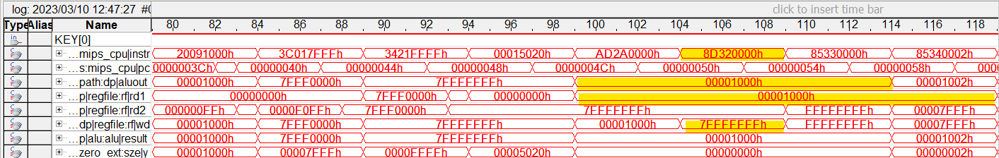 log: 2023/03/10 12:47:27 #0 click to insert time bar
Type Alias Name 80 82 84 86 88 90 92 94 96 98 100 102 104 106 108 110 112 114 116 118
KEY[0]
...mips_cpu|instr 20091000h 3C017FFFh 3421FFFFh 00015020h AD2A0000h 8D320000h 85330000h 85340002h
...s:mips_cpu|pc 0000003Ch 00000040h 00000044h 00000048h 0000004Ch 00000050h 00000054h 00000058h 0000
...path:dp|aluout 00001000h 7FFF0000h 7FFFFFFFh 00001000h 00001002h
...p|regfile:rf|rd1 00000000h 7FFF0000h 00000000h 00001000h
...p|regfile:rf|rd2 000000FFh 0000F0FFh 7FFF0000h 7FFFFFFFh FFFFFFFFh 00007FFFh
...dp|regfile:rf|wd 00001000h 7FFF0000h 7FFFFFFFh 00001000h 7FFFFFFFh FFFFFFFFh 00007FFFh
...p|alu:alu|result 00001000h 7FFF0000h 7FFFFFFFh 00001000h 00001002h
...zero_ext:sze|y 00001000h 00007FFFh 0000FFFFh 00005020h 00000000h 00000002h